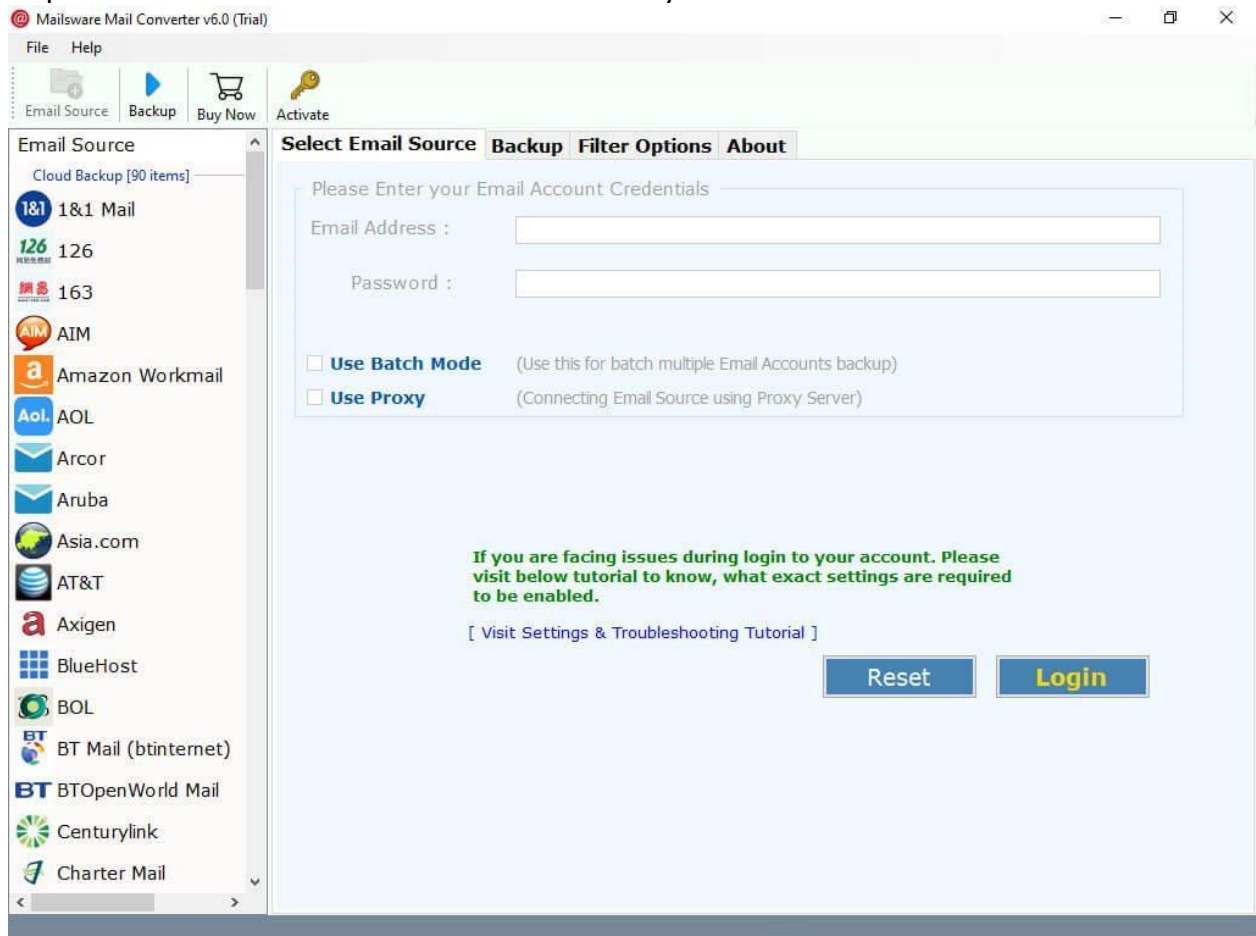 Mailsware Mail Converter v6.0 (Trial)
File Help
Email Source Backup Buy Now Activate
Email Source
Cloud Backup [90 items]
1&1 1&1 Mail
126 126
163
AIM AIM
a Amazon Workmail
Aol. AOL
Arcor
Aruba
Asia.com
AT&T
a Axigen
BlueHost
BOL
BT BT Mail (btinternet)
BT BTOpenWorld Mail
Centurylink
Charter Mail
Select Email Source Backup Filter Options About
Please Enter your Email Account Credentials
Email Address :
Password :
Use Batch Mode (Use this for batch multiple Email Accounts backup)
Use Proxy (Connecting Email Source using Proxy Server)
If you are facing issues during login to your account. Please
visit below tutorial to know, what exact settings are required
to be enabled.
[ Visit Settings & Troubleshooting Tutorial ]
Reset Login